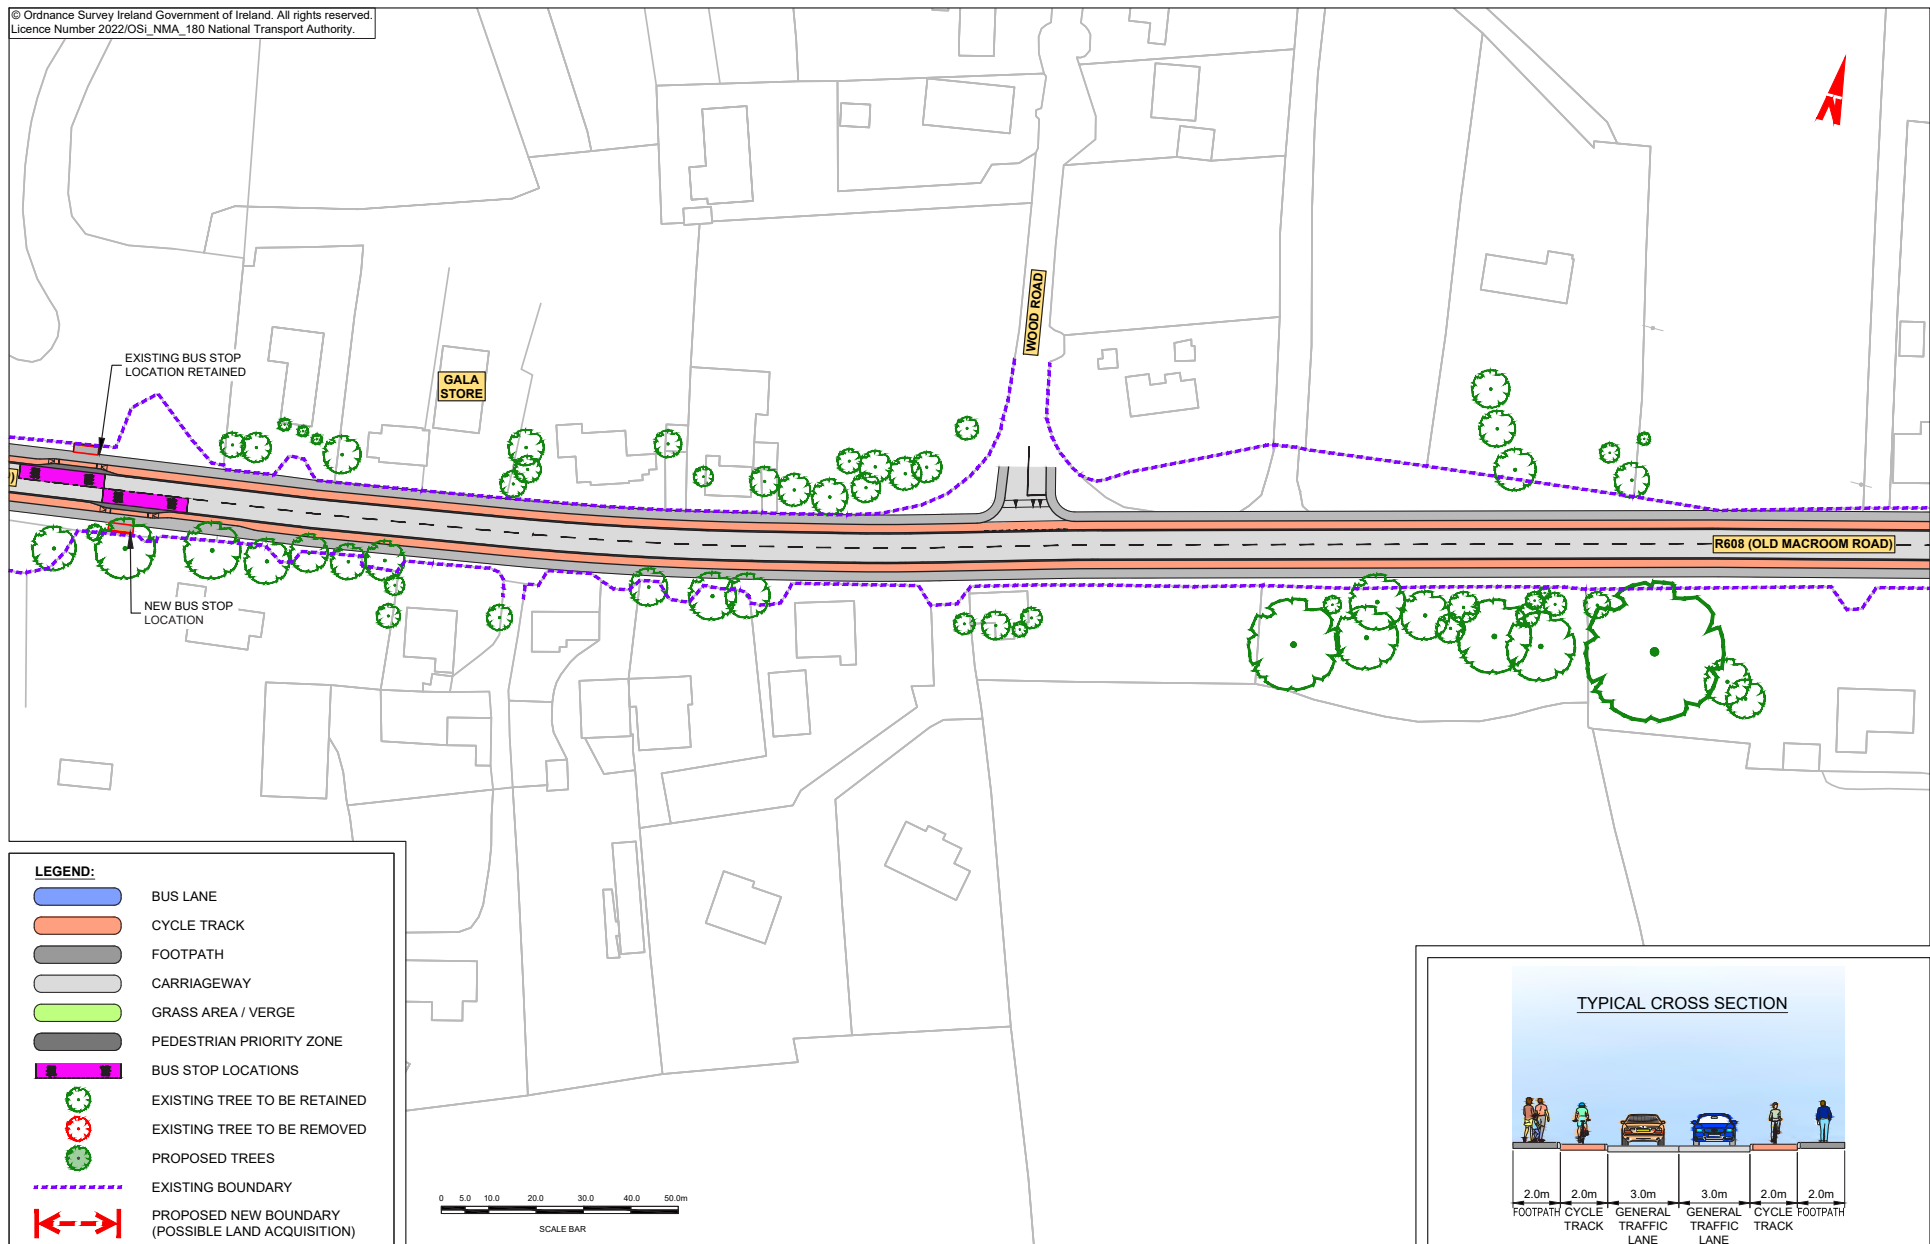 © Ordnance Survey Ireland Government of Ireland. All rights reserved.
Licence Number 2022/OSi_NMA_180 National Transport Authority.
N
WOOD ROAD
EXISTING BUS STOP
LOCATION RETAINED
GALA
STORE
R608 (OLD MACROOM ROAD)
NEW BUS STOP
LOCATION
LEGEND:
BUS LANE
CYCLE TRACK
FOOTPATH
CARRIAGEWAY
GRASS AREA / VERGE
PEDESTRIAN PRIORITY ZONE
BUS STOP LOCATIONS
EXISTING TREE TO BE RETAINED
EXISTING TREE TO BE REMOVED
PROPOSED TREES
EXISTING BOUNDARY
PROPOSED NEW BOUNDARY
(POSSIBLE LAND ACQUISITION)
0 5.0 10.0 20.0 30.0 40.0 50.0m
SCALE BAR
TYPICAL CROSS SECTION
2.0m 2.0m 3.0m 3.0m 2.0m 2.0m
FOOTPATH CYCLE GENERAL GENERAL CYCLE FOOTPATH
TRACK TRAFFIC TRAFFIC TRACK
LANE LANE